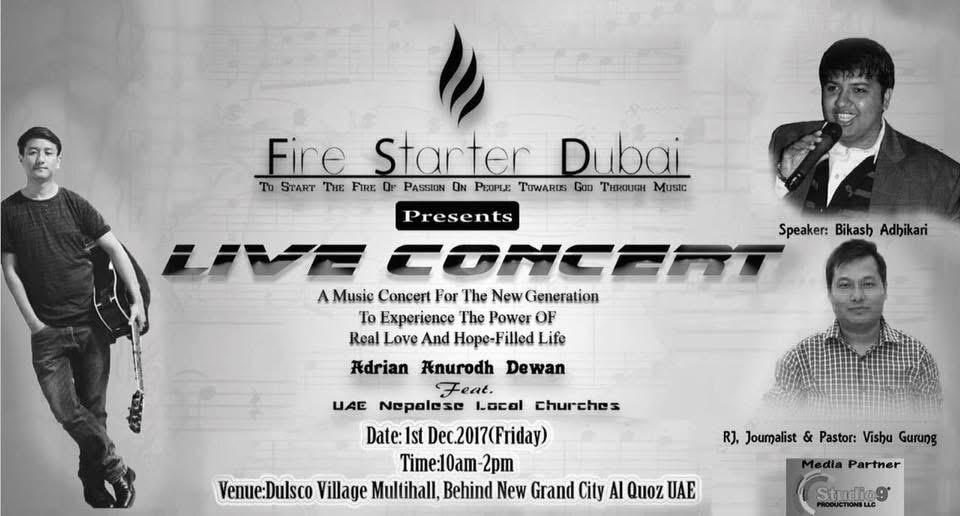 Fire Starter Dubai
To Start The Fire Of Passion On People Towards God Through Music
Presents
LIVE CONCERT
A Music Concert For The New Generation
To Experience The Power OF
Real Love And Hope-Filled Life
Adrian Anurodh Dewan
Feat.
UAE Nepalese Local Churches
Date: 1st Dec.2017(Friday)
Time:10am-2pm
Venue:Dulsco Village Multihall, Behind New Grand City Al Quoz UAE
Speaker: Bikash Adhikari
RJ, Journalist & Pastor: Vishu Gurung
Media Partner
Studio9
PRODUCTIONS LLC